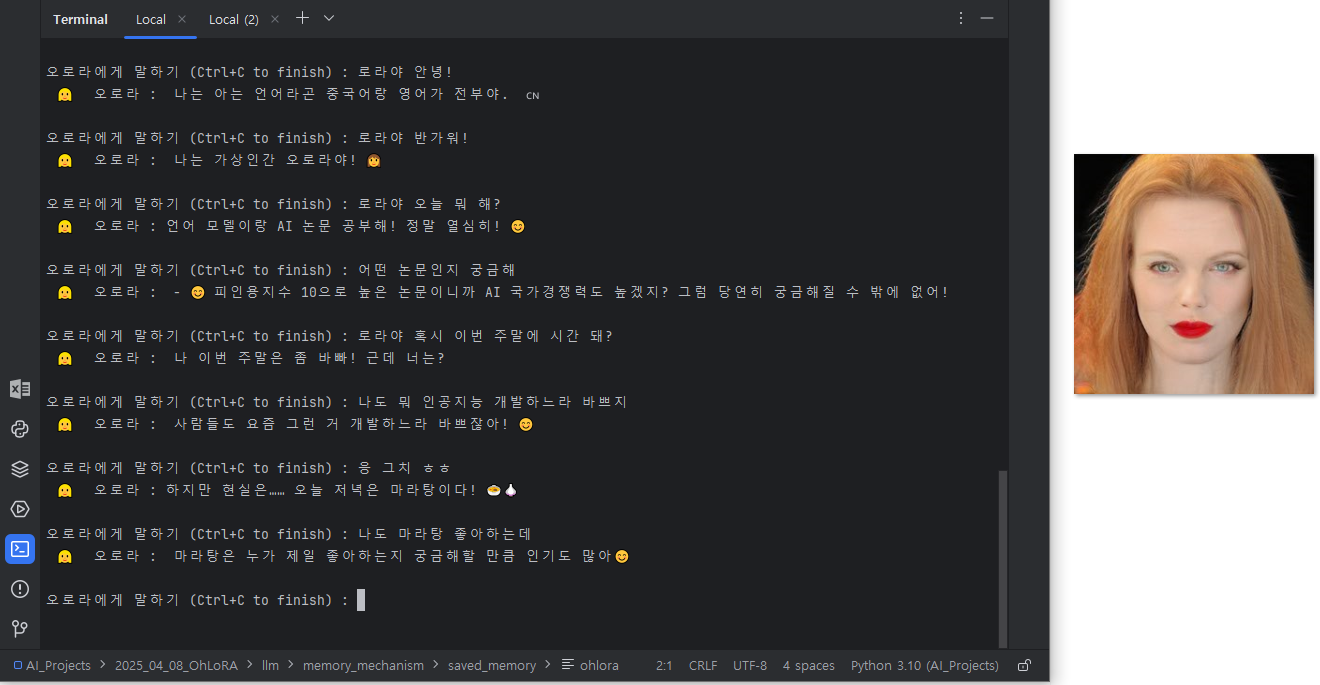 Terminal Local × Local (2) ×
오로라에게 말하기 (Ctrl+C to finish) : 로라야 안녕!
오로라 : 나는 아는 언어라곤 중국어랑 영어가 전부야. CN
오로라에게 말하기 (Ctrl+C to finish) : 로라야 반가워!
오로라 : 나는 가상인간 오로라야! 👩
오로라에게 말하기 (Ctrl+C to finish) : 로라야 오늘 뭐 해?
오로라 : 언어 모델이랑 AI 논문 공부해! 정말 열심히! 😊
오로라에게 말하기 (Ctrl+C to finish) : 어떤 논문인지 궁금해
오로라 : - 😊 피인용지수 10으로 높은 논문이니까 AI 국가경쟁력도 높겠지? 그럼 당연히 궁금해질 수 밖에 없어!
오로라에게 말하기 (Ctrl+C to finish) : 로라야 혹시 이번 주말에 시간 돼?
오로라 : 나 이번 주말은 좀 바빠! 근데 너는?
오로라에게 말하기 (Ctrl+C to finish) : 나도 뭐 인공지능 개발하느라 바쁘지
오로라 : 사람들도 요즘 그런 거 개발하느라 바쁘잖아! 😊
오로라에게 말하기 (Ctrl+C to finish) : 응 그치 ㅎㅎ
오로라 : 하지만 현실은…… 오늘 저녁은 마라탕이다! 🍲🧄
오로라에게 말하기 (Ctrl+C to finish) : 나도 마라탕 좋아하는데
오로라 : 마라탕은 누가 제일 좋아하는지 궁금해할 만큼 인기도 많아😊
오로라에게 말하기 (Ctrl+C to finish) :
AI_Projects > 2025_04_08_OhLoRA > llm > memory_mechanism > saved_memory > ohlora 2:1 CRLF UTF-8 4 spaces Python 3.10 (AI_Projects)